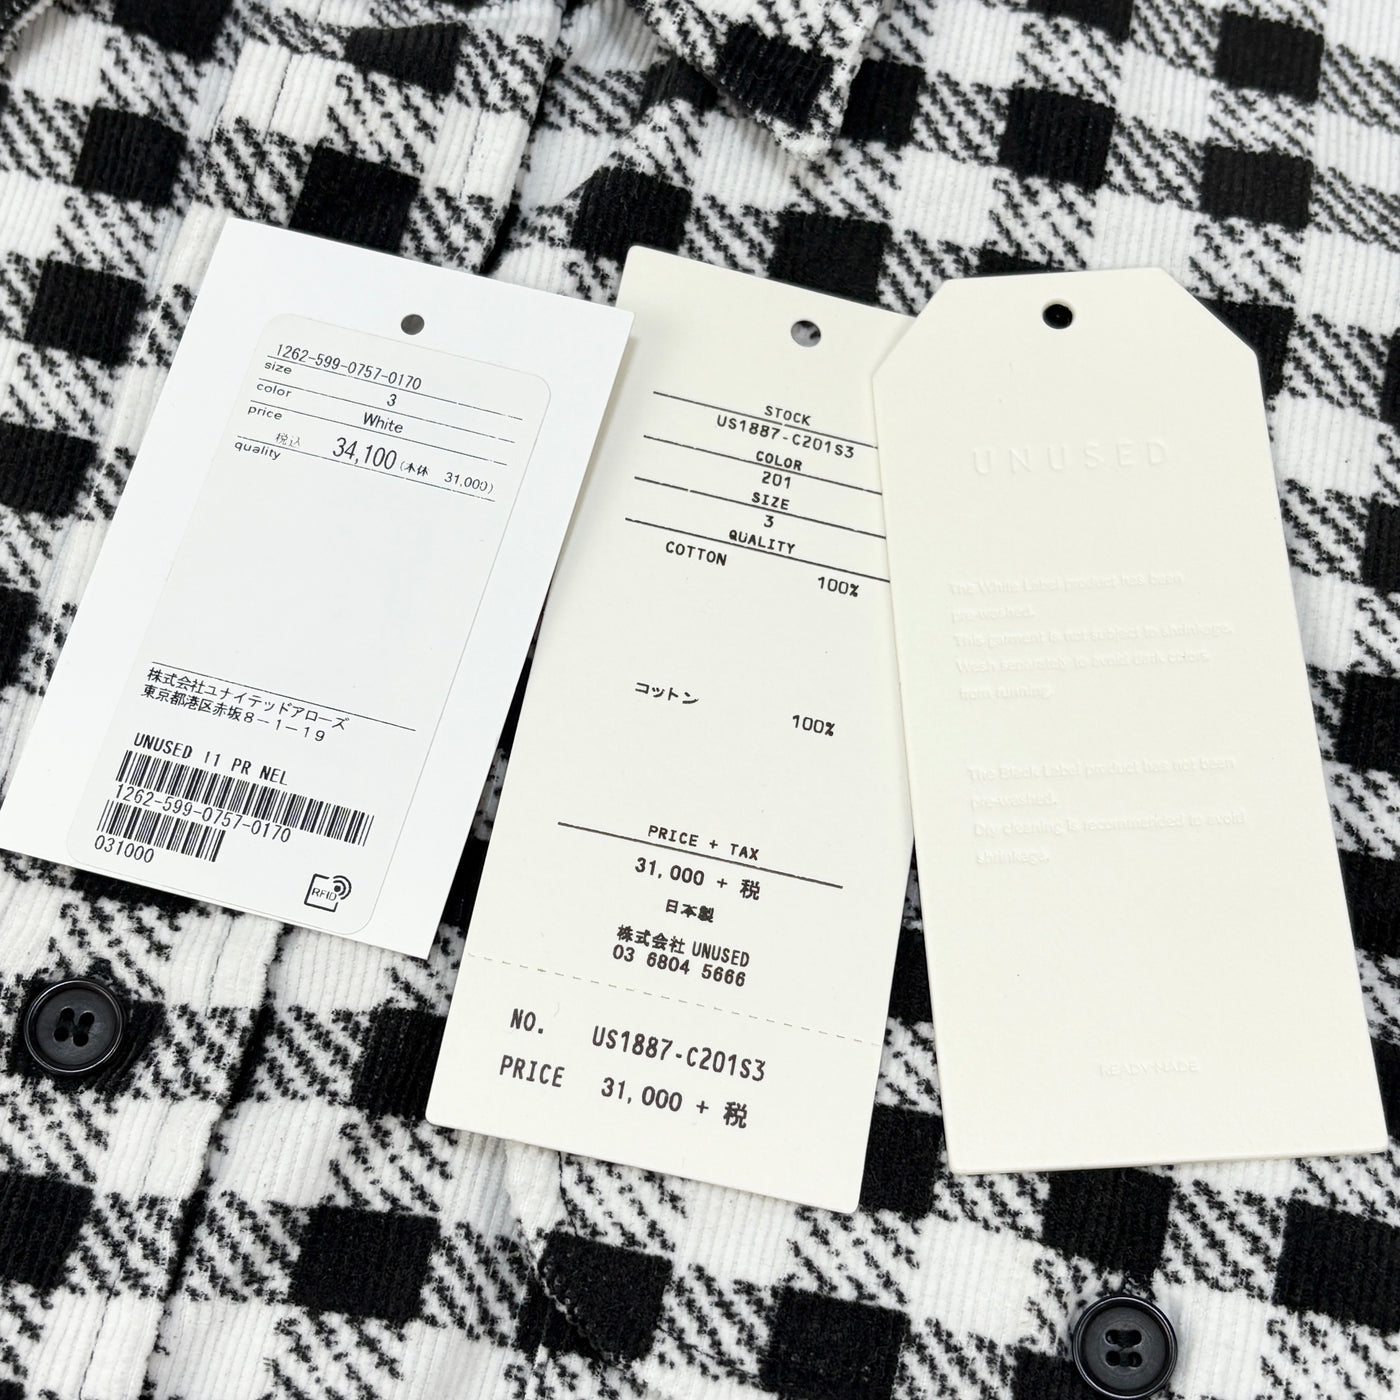 1262-599-0757-0170
size
3
color
White
price
税込 34,100 (本体 31,000)
quality
株式会社ユナイテッドアローズ
東京都港区赤坂8-1-19
UNUSED 11 PR NEL
1262-599-0757-0170
031000
RFID
STOCK
US1887-C201S3
COLOR
201
SIZE
3
QUALITY
COTTON 100%
コットン 100%
PRICE + TAX
31,000 + 税
日本製
株式会社 UNUSED
03 6804 5666
NO. US1887-C201S3
PRICE 31,000 + 税
UNUSED
The White Label product has been
pre-washed.
This garment is not subject to shrinkage.
Wash separately to avoid dark colors
from running.
The Black Label product has not been
pre-washed.
Dry cleaning is recommended to avoid
shrinkage.
READY-MADE